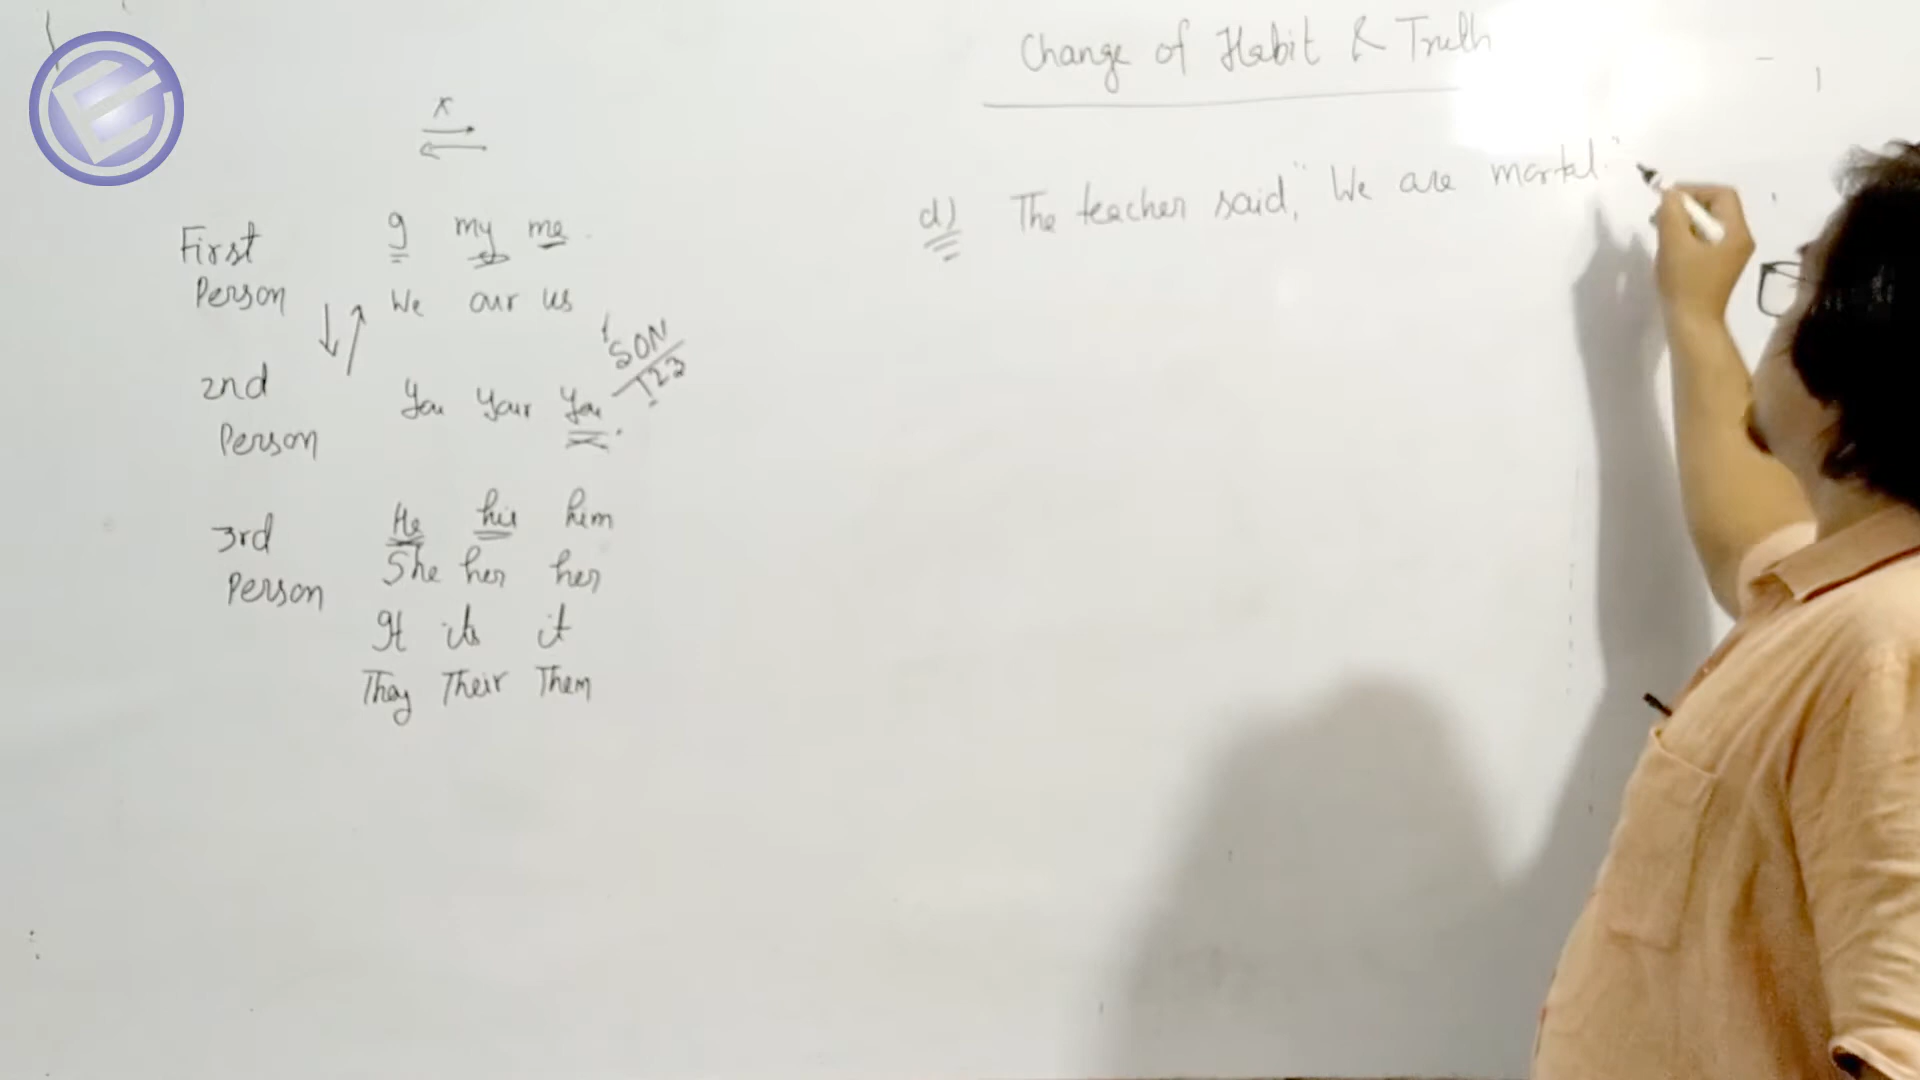 Change of Habit & Truth
x
First Person
I my me
We our us
2nd Person
You Your You
SON
123
3rd Person
He his him
She her her
It its it
They Their Them
d) The teacher said, "We are mortal."